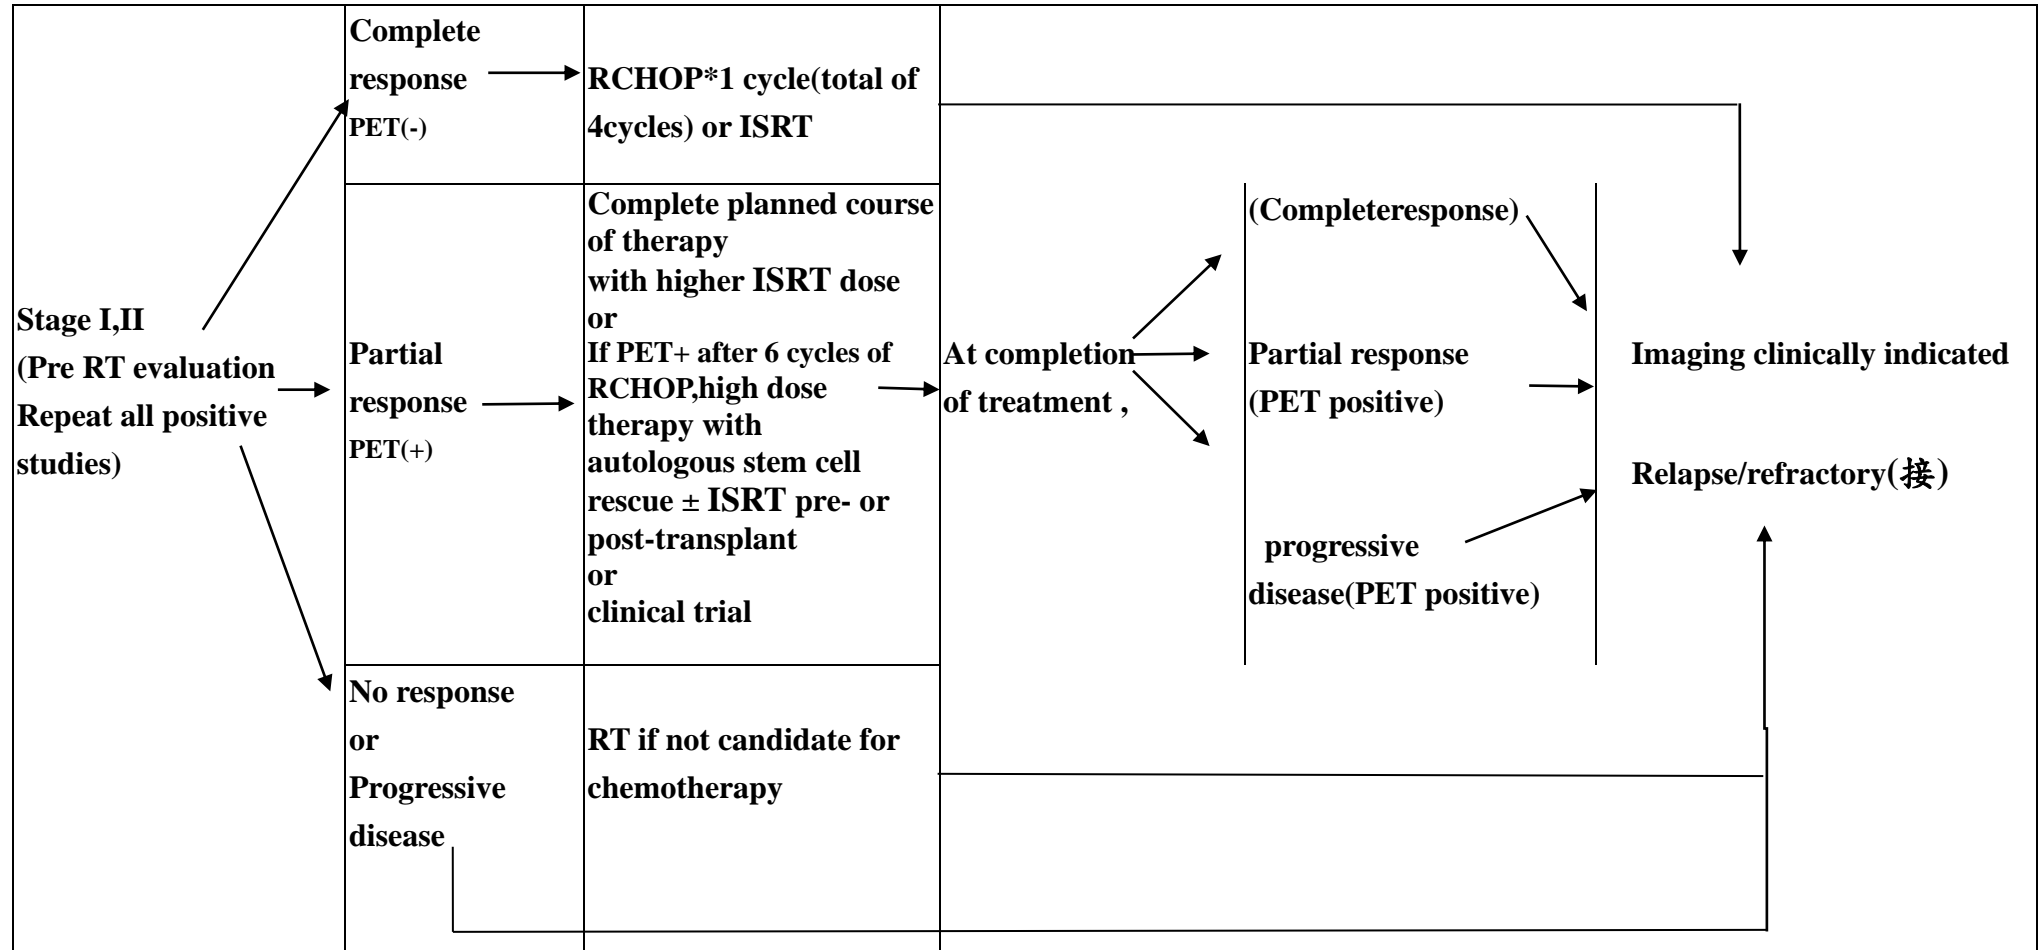 Stage I,II
(Pre RT evaluation
Repeat all positive
studies)
Complete
response
PET(-)
RCHOP*1 cycle(total of
4cycles) or ISRT
Partial
response
PET(+)
Complete planned course
of therapy
with higher ISRT dose
or
If PET+ after 6 cycles of
RCHOP,high dose
therapy with
autologous stem cell
rescue ± ISRT pre- or
post-transplant
or
clinical trial
No response
or
Progressive
disease
RT if not candidate for
chemotherapy
At completion
of treatment ,
(Completeresponse)
Partial response
(PET positive)
progressive
disease(PET positive)
Imaging clinically indicated
Relapse/refractory(接)